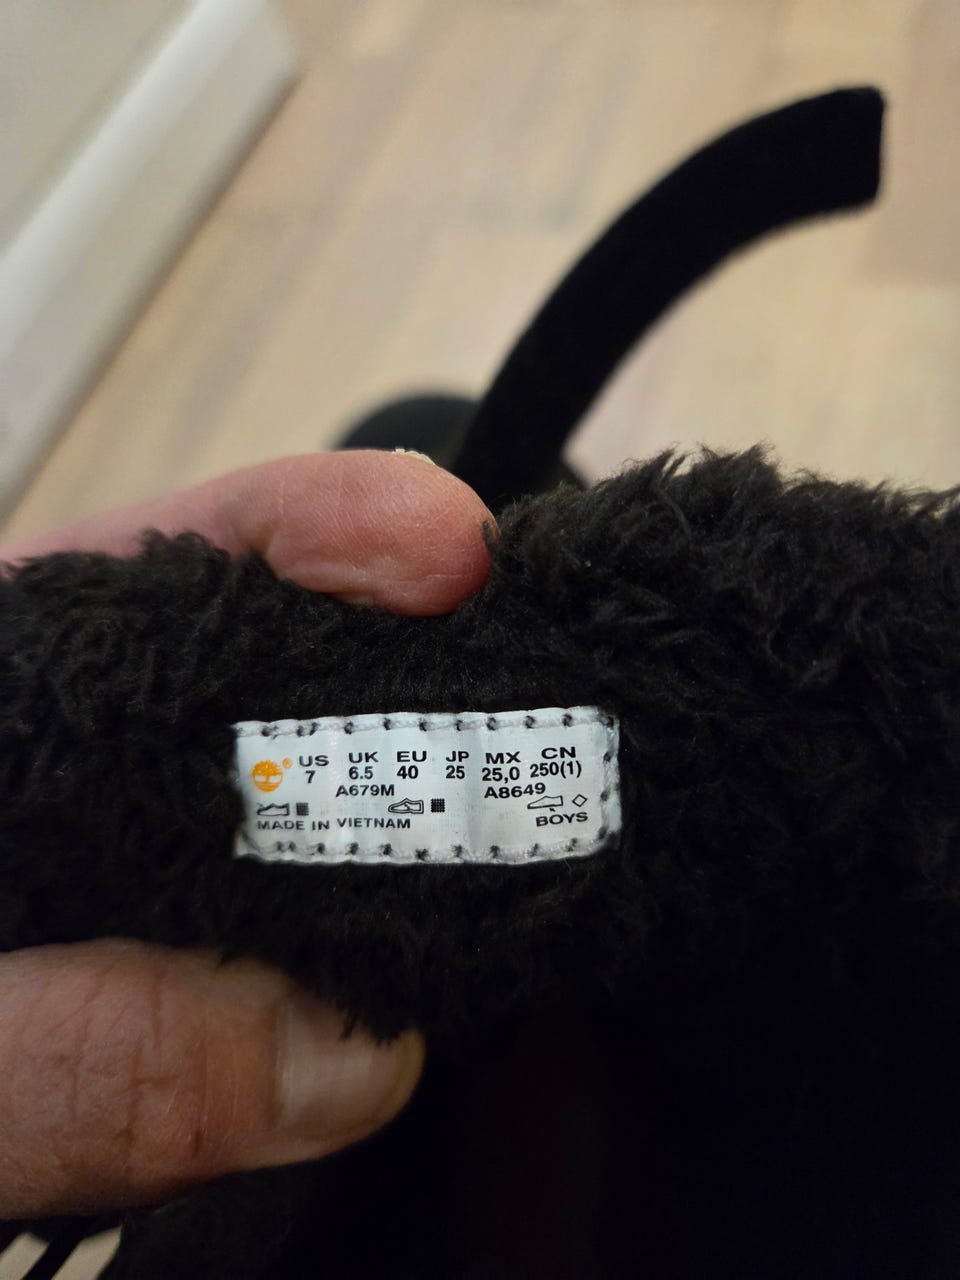 US UK EU JP MX CN
7 6.5 40 25 25,0 250(1)
A679M A8649
MADE IN VIETNAM BOYS